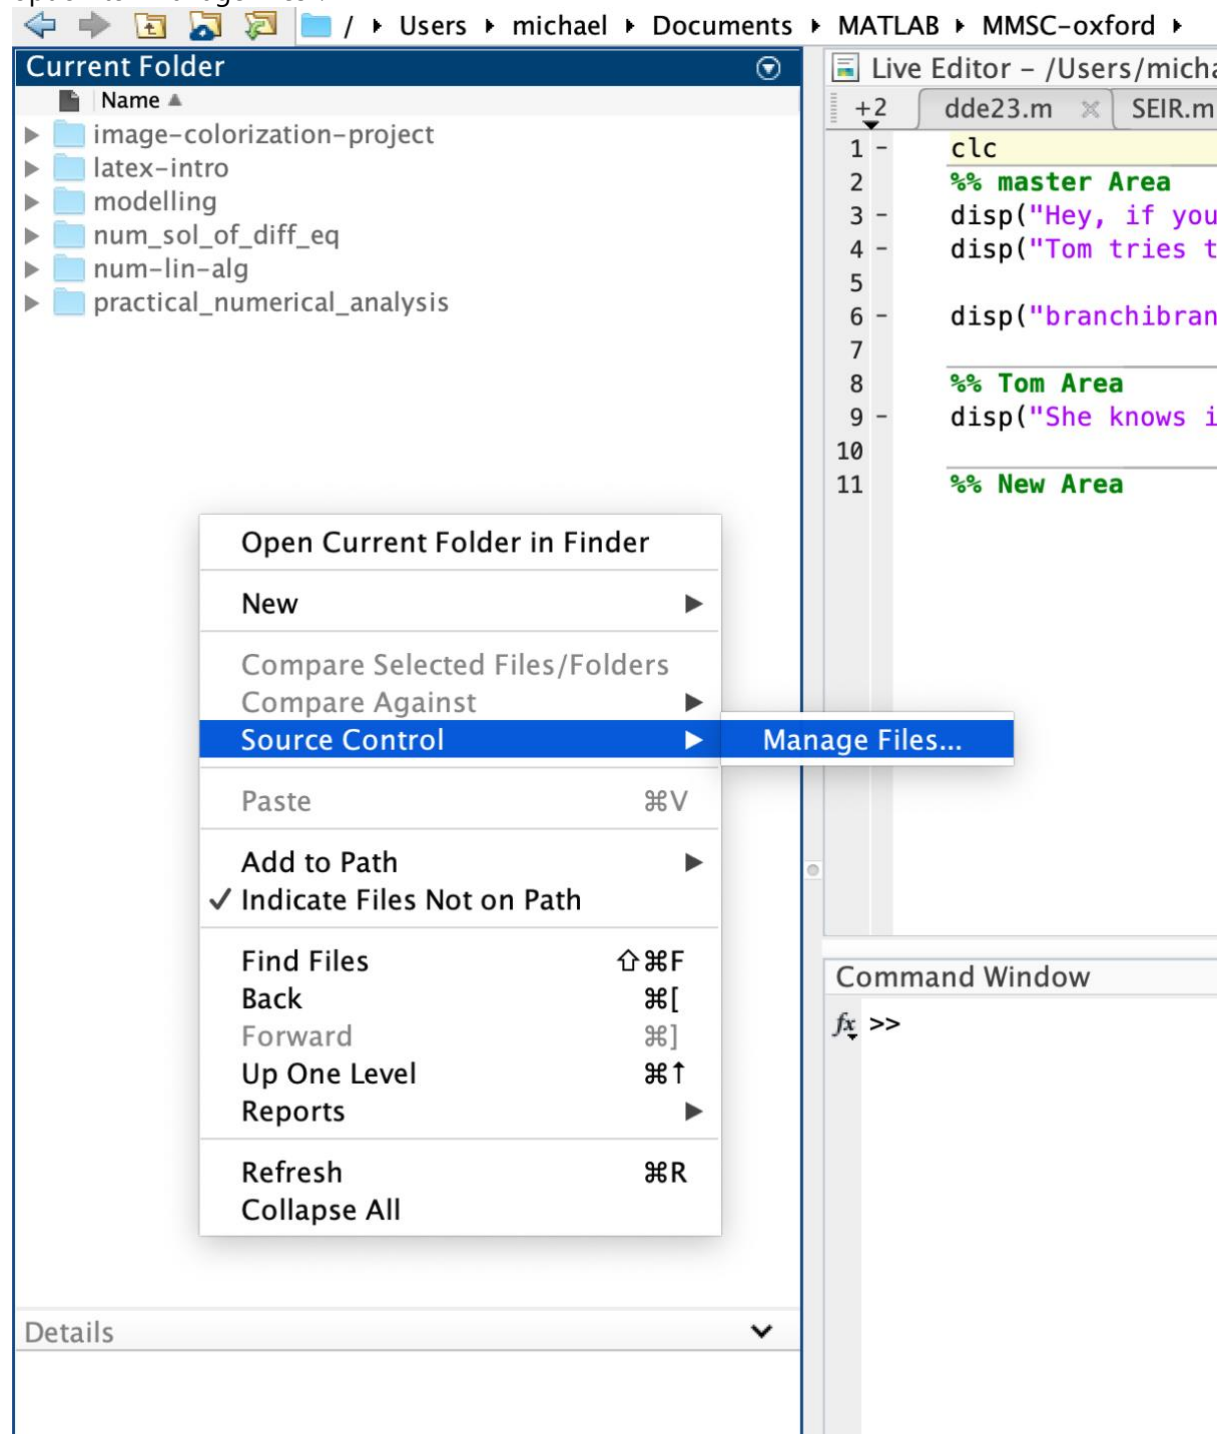 / ▸ Users ▸ michael ▸ Documents ▸ MATLAB ▸ MMSC-oxford ▸
Current Folder
Name ▲
image-colorization-project
latex-intro
modelling
num_sol_of_diff_eq
num-lin-alg
practical_numerical_analysis
Open Current Folder in Finder
New
Compare Selected Files/Folders
Compare Against
Source Control
Manage Files...
Paste ⌘V
Add to Path
✓ Indicate Files Not on Path
Find Files ⇧⌘F
Back ⌘[
Forward ⌘]
Up One Level ⌘↑
Reports
Refresh ⌘R
Collapse All
Details
Live Editor – /Users/micha
+2 dde23.m SEIR.m
1 – clc
2 %% master Area
3 – disp("Hey, if you
4 – disp("Tom tries t
5
6 – disp("branchibran
7
8 %% Tom Area
9 – disp("She knows i
10
11 %% New Area
Command Window
fx >>